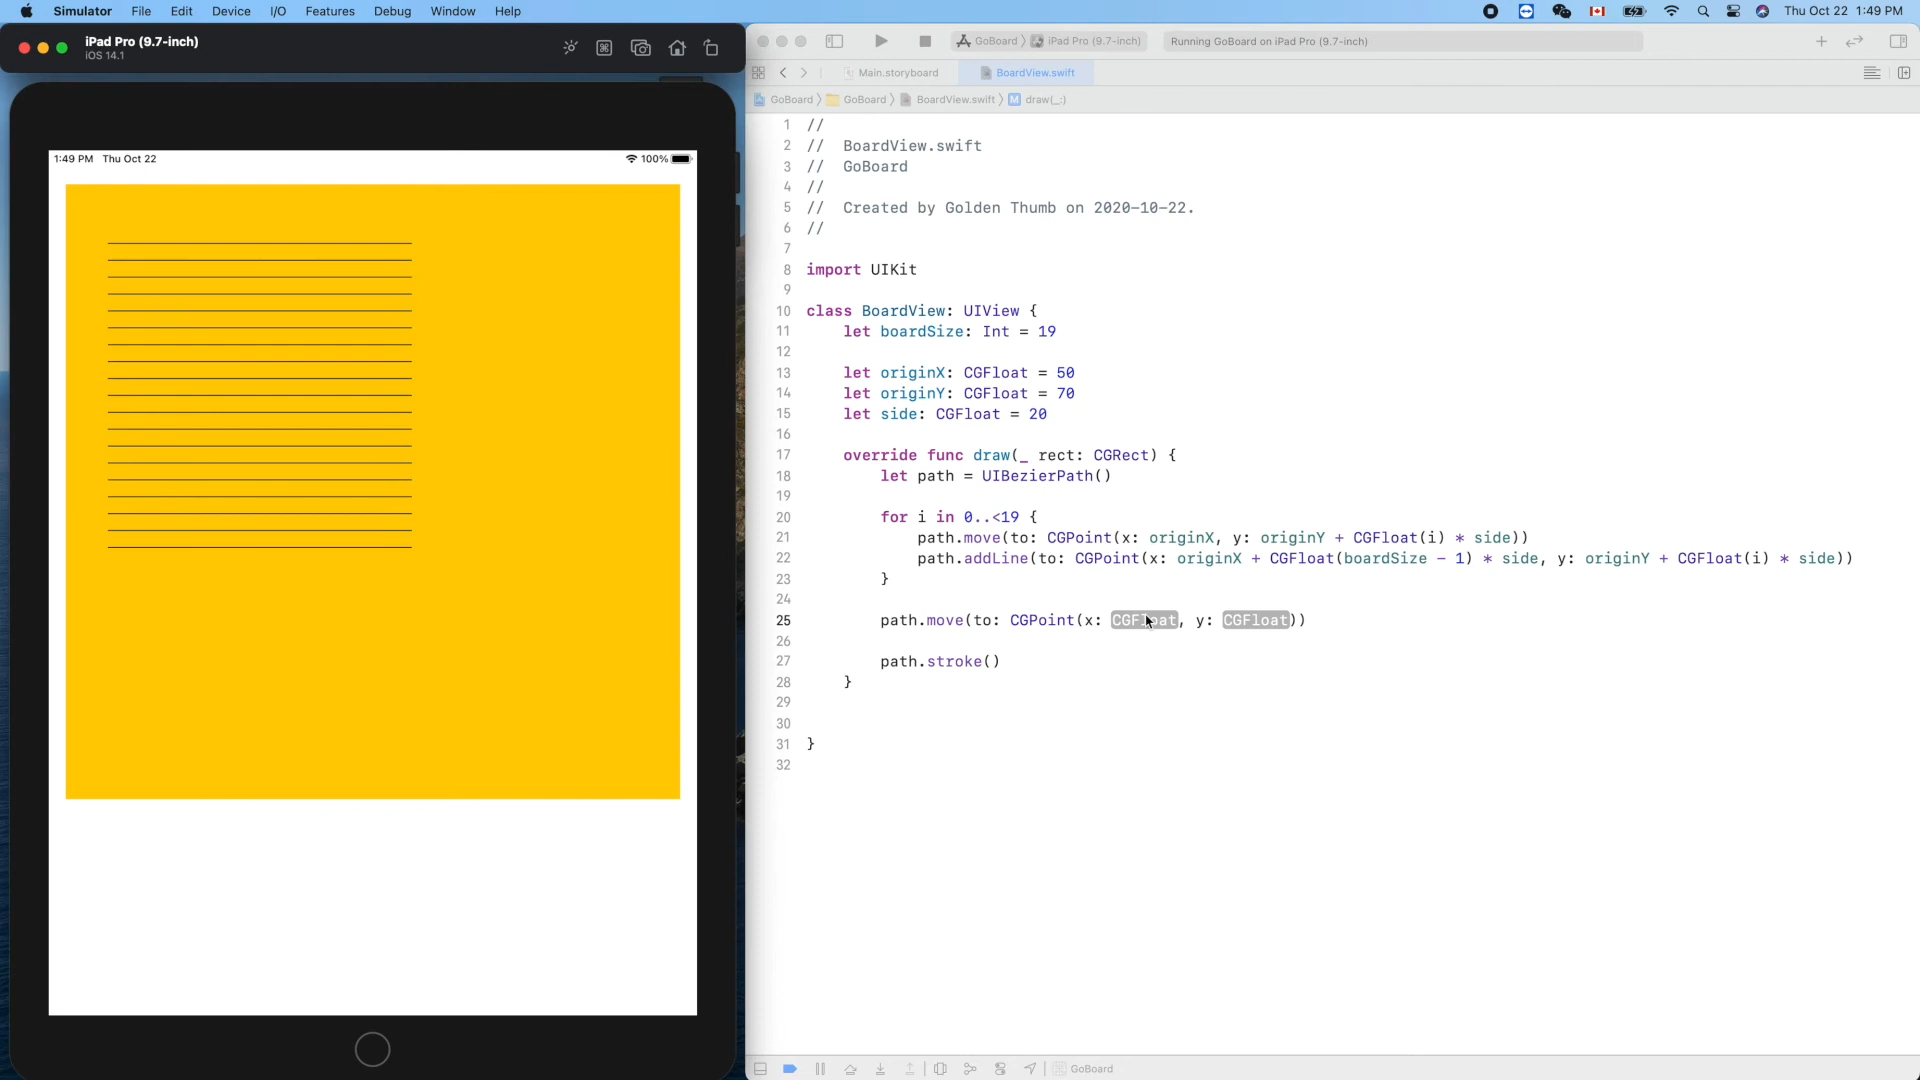 Simulator File Edit Device I/O Features Debug Window Help Thu Oct 22 1:49 PM
iPad Pro (9.7-inch)
iOS 14.1
1:49 PM Thu Oct 22 100%
GoBoard iPad Pro (9.7-inch) Running GoBoard on iPad Pro (9.7-inch)
Main.storyboard BoardView.swift
GoBoard GoBoard BoardView.swift M draw(_:)
1 //
2 // BoardView.swift
3 // GoBoard
4 //
5 // Created by Golden Thumb on 2020-10-22.
6 //
7
8 import UIKit
9
10 class BoardView: UIView {
11 let boardSize: Int = 19
12
13 let originX: CGFloat = 50
14 let originY: CGFloat = 70
15 let side: CGFloat = 20
16
17 override func draw(_ rect: CGRect) {
18 let path = UIBezierPath()
19
20 for i in 0..<19 {
21 path.move(to: CGPoint(x: originX, y: originY + CGFloat(i) * side))
22 path.addLine(to: CGPoint(x: originX + CGFloat(boardSize - 1) * side, y: originY + CGFloat(i) * side))
23 }
24
25 path.move(to: CGPoint(x: CGFloat, y: CGFloat))
26
27 path.stroke()
28 }
29
30
31 }
32
GoBoard